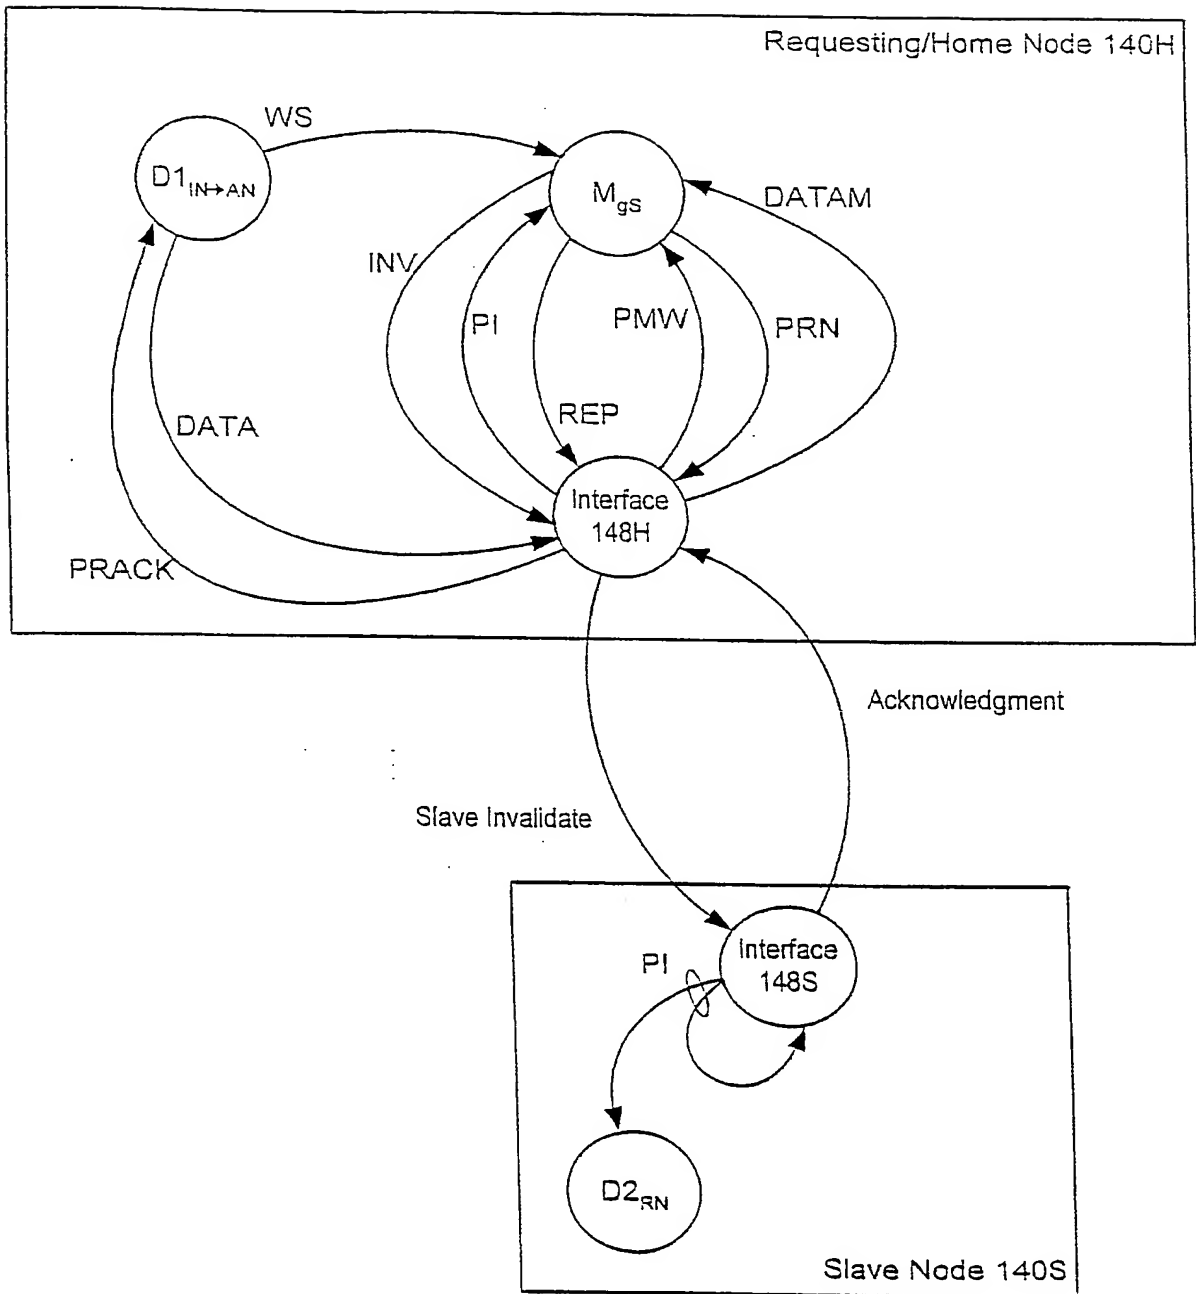 Requesting/Home Node 140H
WS
D1IN→AN
MgS
DATAM
INV
PI
PMW
PRN
REP
DATA
Interface
148H
PRACK
Acknowledgment
Slave Invalidate
Interface
148S
PI
D2RN
Slave Node 140S